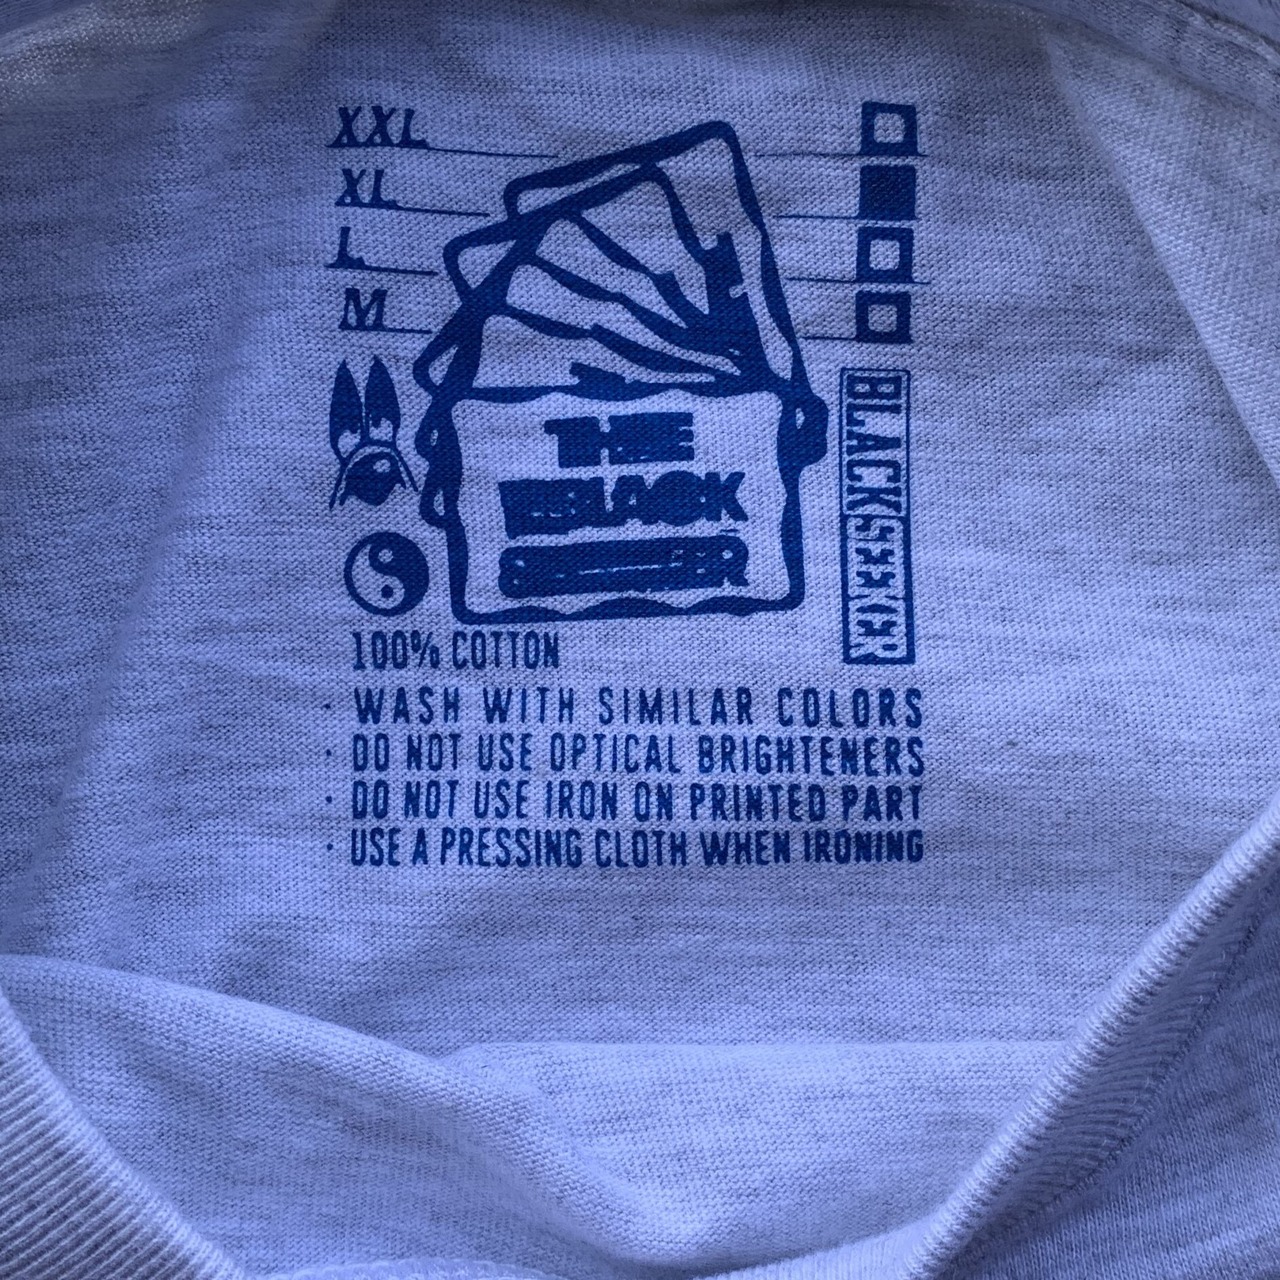 XXL
XL
L
M
THE
BLACK
SEEKER
BLACKSEEKER
100% COTTON
· WASH WITH SIMILAR COLORS
· DO NOT USE OPTICAL BRIGHTENERS
· DO NOT USE IRON ON PRINTED PART
· USE A PRESSING CLOTH WHEN IRONING